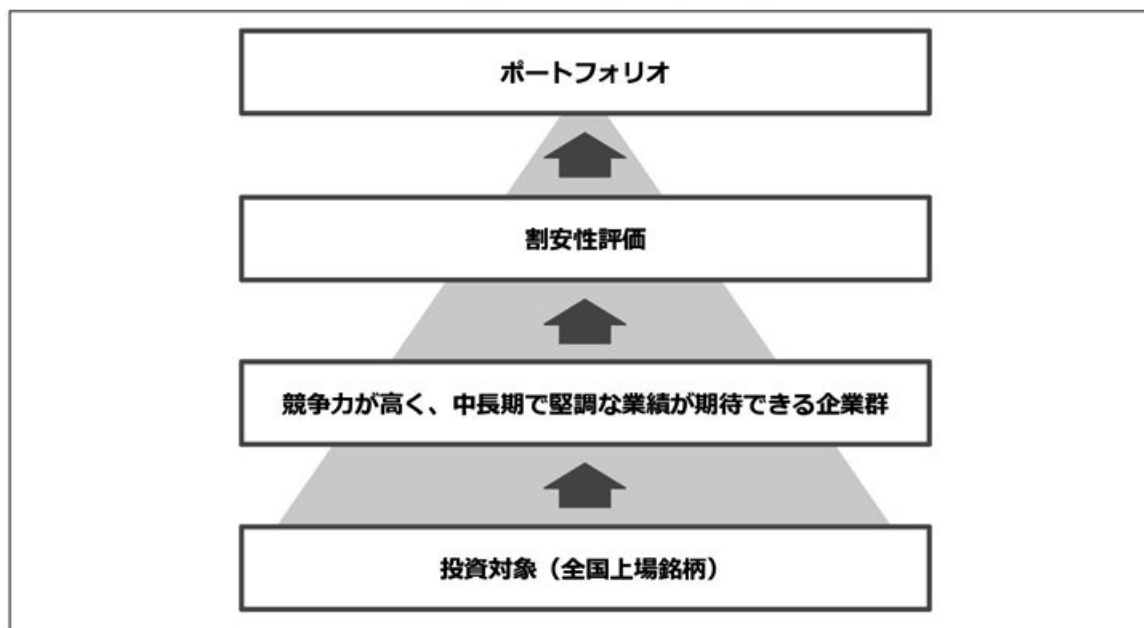 ポートフォリオ
割安性評価
競争力が高く、中長期で堅調な業績が期待できる企業群
投資対象（全国上場銘柄）